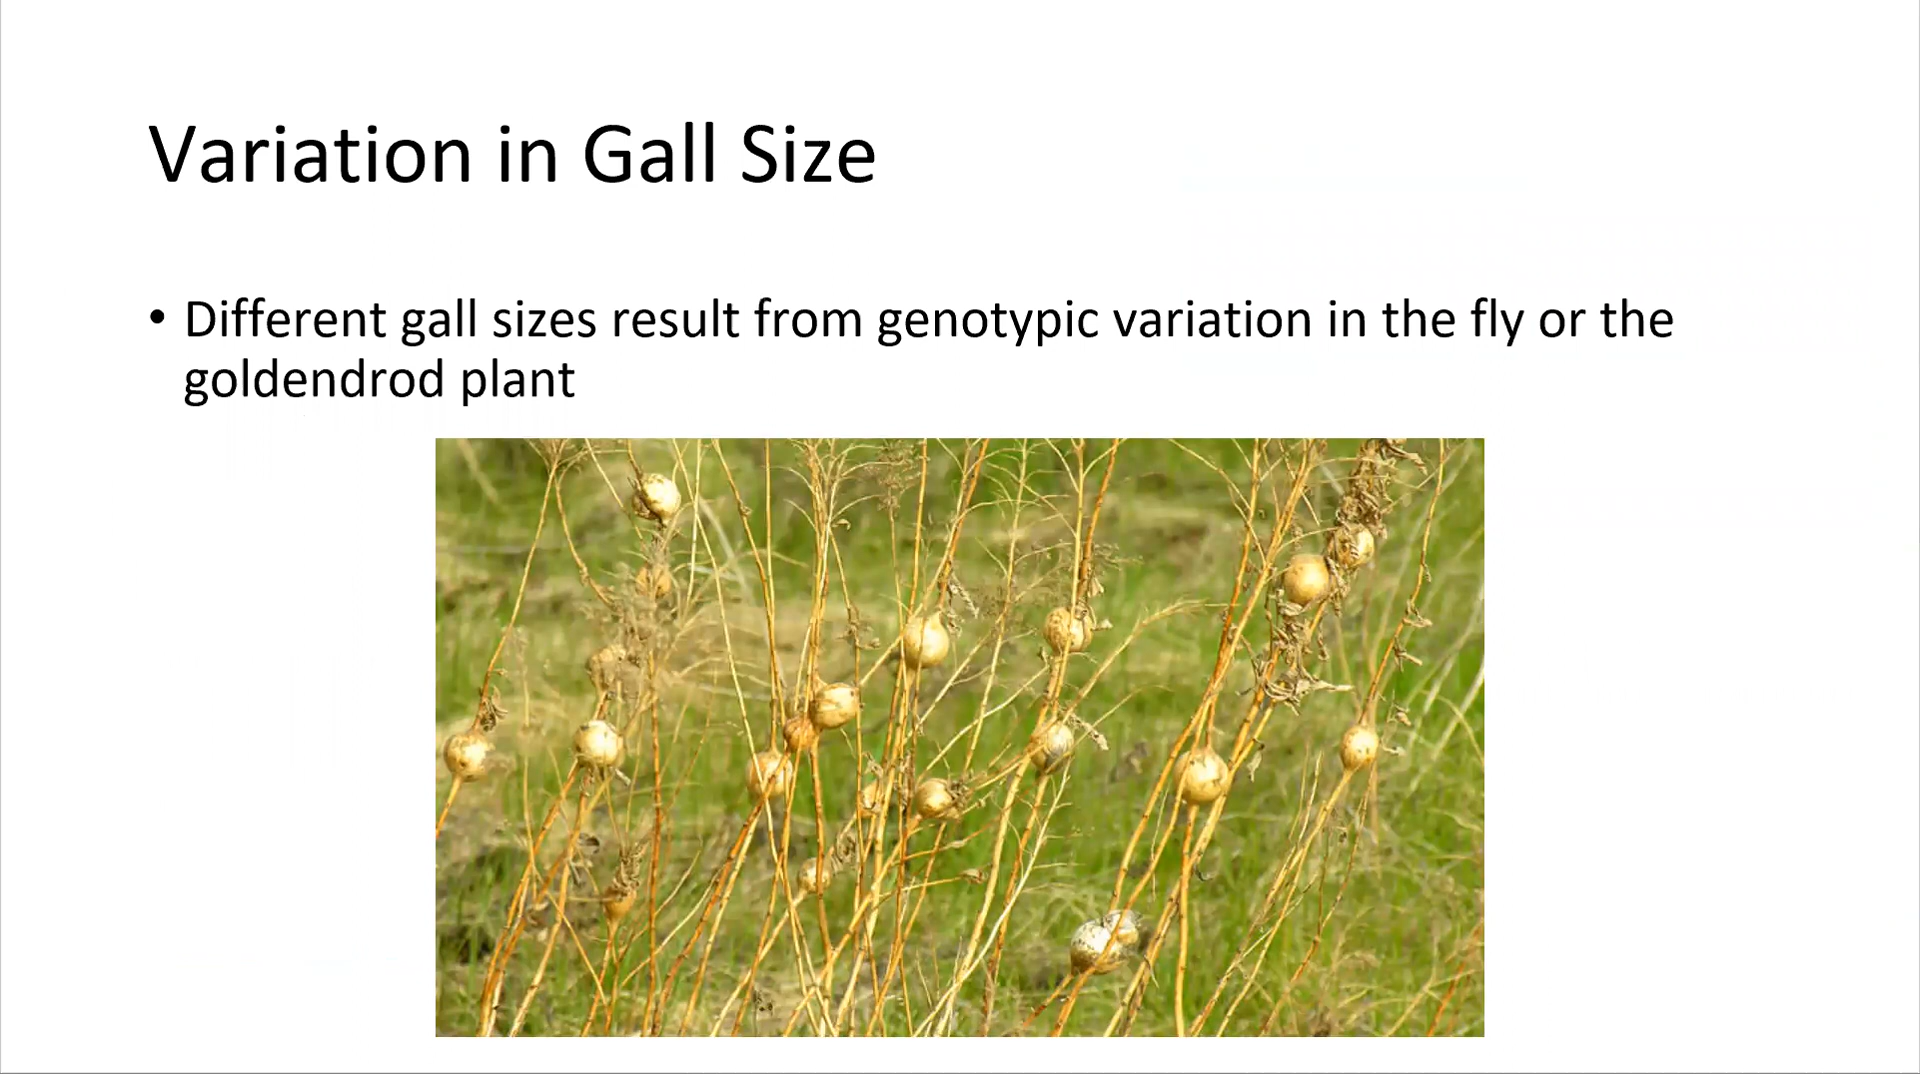 Variation in Gall Size
• Different gall sizes result from genotypic variation in the fly or the
goldendrod plant